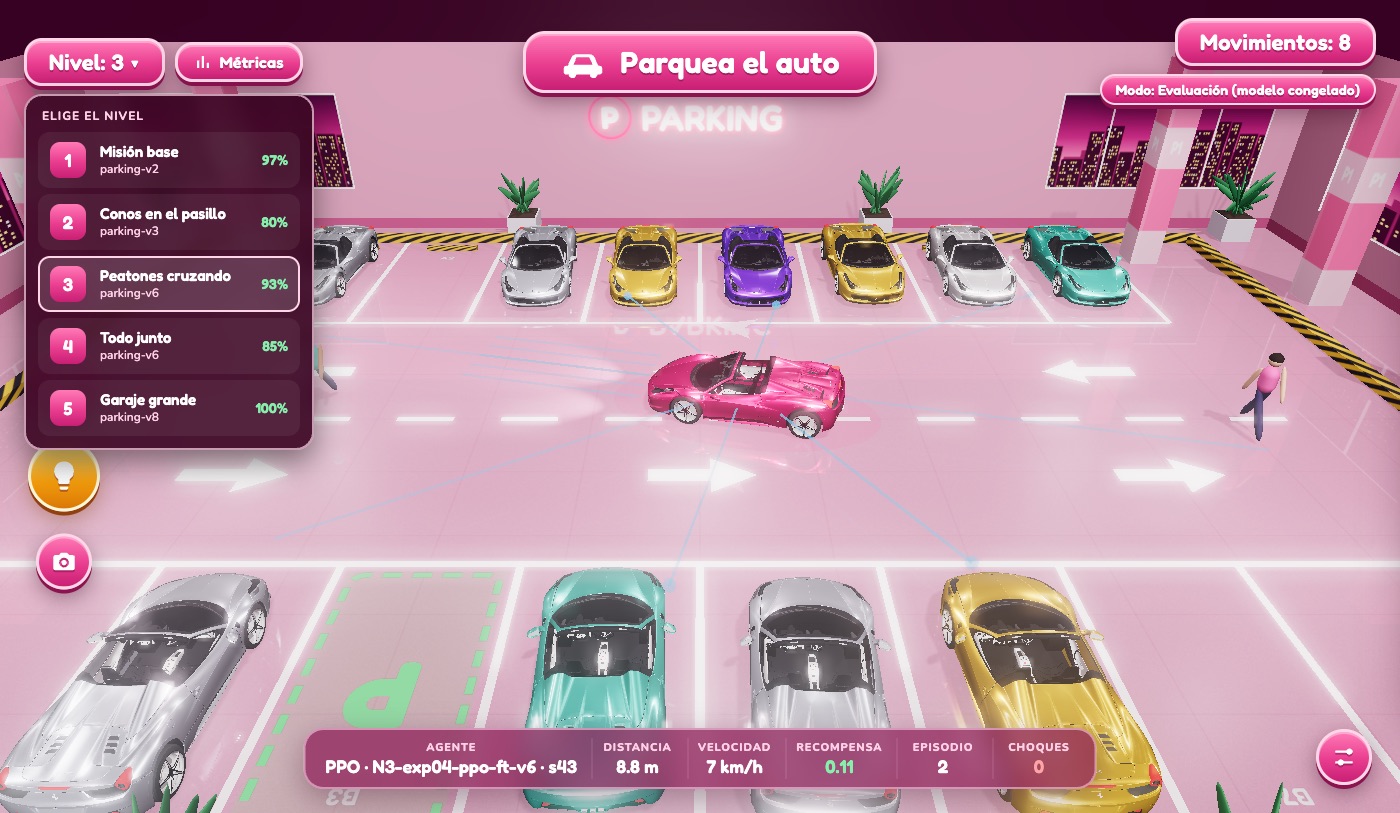 Nivel: 3 ▾
Métricas
Parquea el auto
Movimientos: 8
Modo: Evaluación (modelo congelado)
P PARKING
ELIGE EL NIVEL
1 Misión base 97%
parking-v2
2 Conos en el pasillo 80%
parking-v3
3 Peatones cruzando 93%
parking-v6
4 Todo junto 85%
parking-v6
5 Garaje grande 100%
parking-v8
P1
P1
P
B3
AGENTE DISTANCIA VELOCIDAD RECOMPENSA EPISODIO CHOQUES
PPO · N3-exp04-ppo-ft-v6 · s43 8.8 m 7 km/h 0.11 2 0